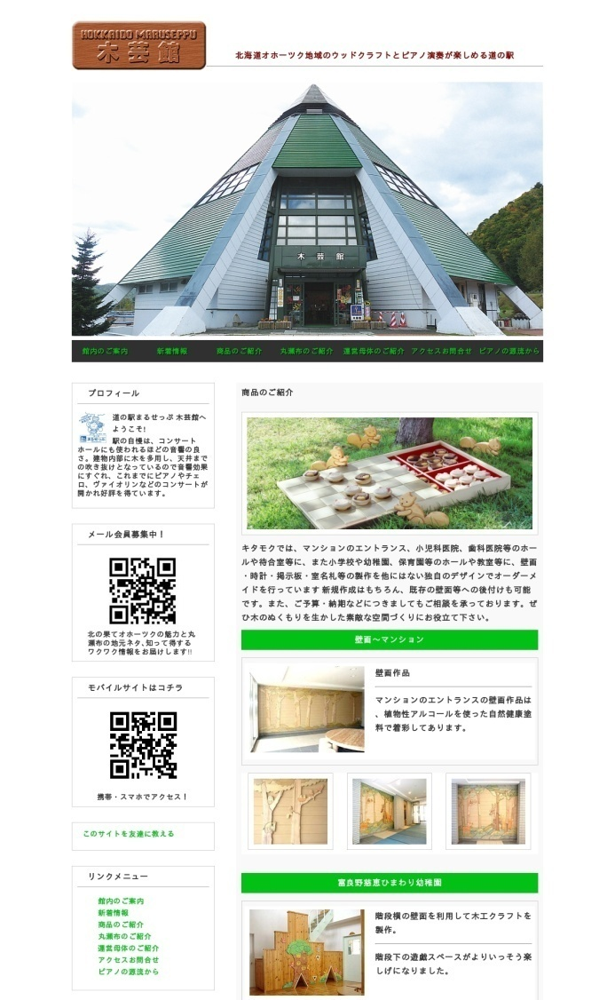 HOKKAIDO MARUSEPPU
木芸館
北海道オホーツク地域のウッドクラフトとピアノ演奏が楽しめる道の駅
木芸館
館内のご案内 新着情報 商品のご紹介 丸瀬布のご紹介 運営母体のご紹介 アクセスお問合せ ピアノの源流から
プロフィール
道の駅まるせっぷ 木芸館へ
ようこそ!
駅の自慢は、コンサート
ホールにも使われるほどの音響の良
さ。建物内部に木を多用し、天井まで
の吹き抜けとなっているので音響効果
にすぐれ、これまでにピアノやチェ
ロ、ヴァイオリンなどのコンサートが
開かれ好評を得ています。
メール会員募集中！
北の果てオホーツクの魅力と丸
瀬布の地元ネタ､知って得する
ワクワク情報をお届けします!!
モバイルサイトはコチラ
携帯・スマホでアクセス！
このサイトを友達に教える
リンクメニュー
館内のご案内
新着情報
商品のご紹介
丸瀬布のご紹介
運営母体のご紹介
アクセスお問合せ
ピアノの源流から
商品のご紹介
キタモクでは、マンションのエントランス、小児科医院、歯科医院等のホー
ルや待合室等に、また小学校や幼稚園、保育園等のホールや教室等に、壁画
・時計・掲示板・室名札等の製作を他にはない独自のデザインでオーダーメ
イドを行っています 新規作成はもちろん、既存の壁面等への後付けも可能
です。また、ご予算・納期などにつきましてもご相談を承っております。ぜ
ひ木のぬくもりを生かした素敵な空間づくりにお役立て下さい。
壁画～マンション
壁画作品
マンションのエントランスの壁画作品は
、植物性アルコールを使った自然健康塗
料で着彩してあります。
富良野慈恵ひまわり幼稚園
階段横の壁面を利用して木工クラフトを
製作。
階段下の遊戯スペースがよりいっそう楽
しげになりました。